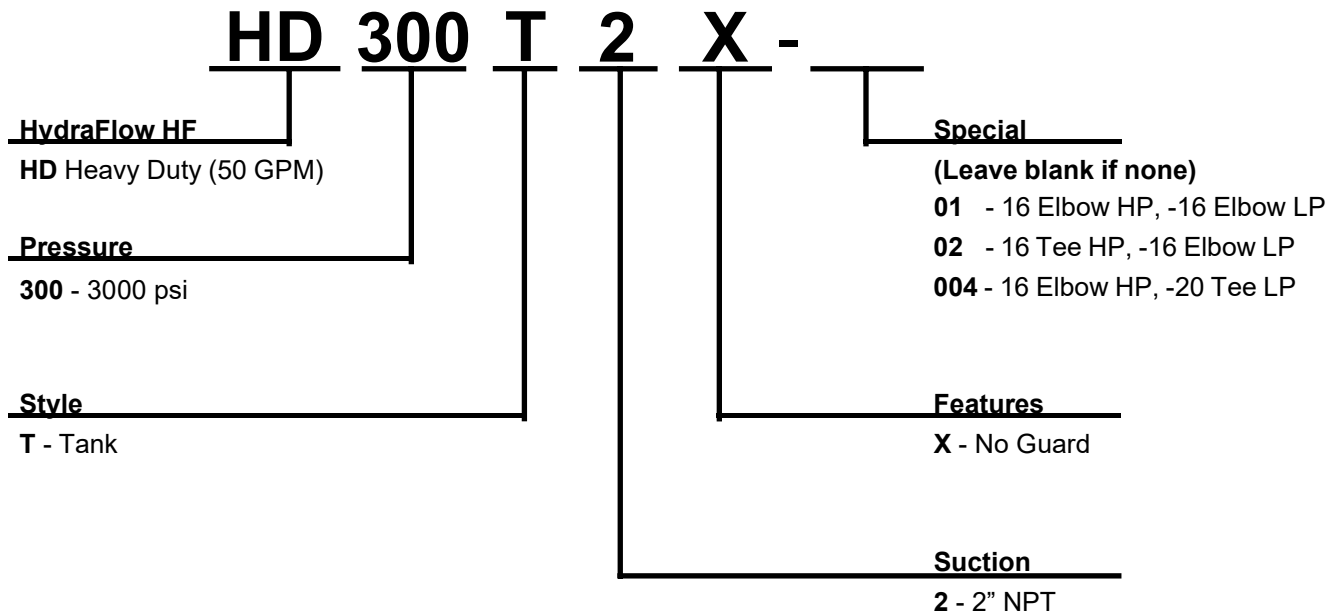 HD 300 T 2 X -
HydraFlow HF
HD Heavy Duty (50 GPM)
Pressure
300 - 3000 psi
Style
T - Tank
Special
(Leave blank if none)
01 - 16 Elbow HP, -16 Elbow LP
02 - 16 Tee HP, -16 Elbow LP
004 - 16 Elbow HP, -20 Tee LP
Features
X - No Guard
Suction
2 - 2” NPT